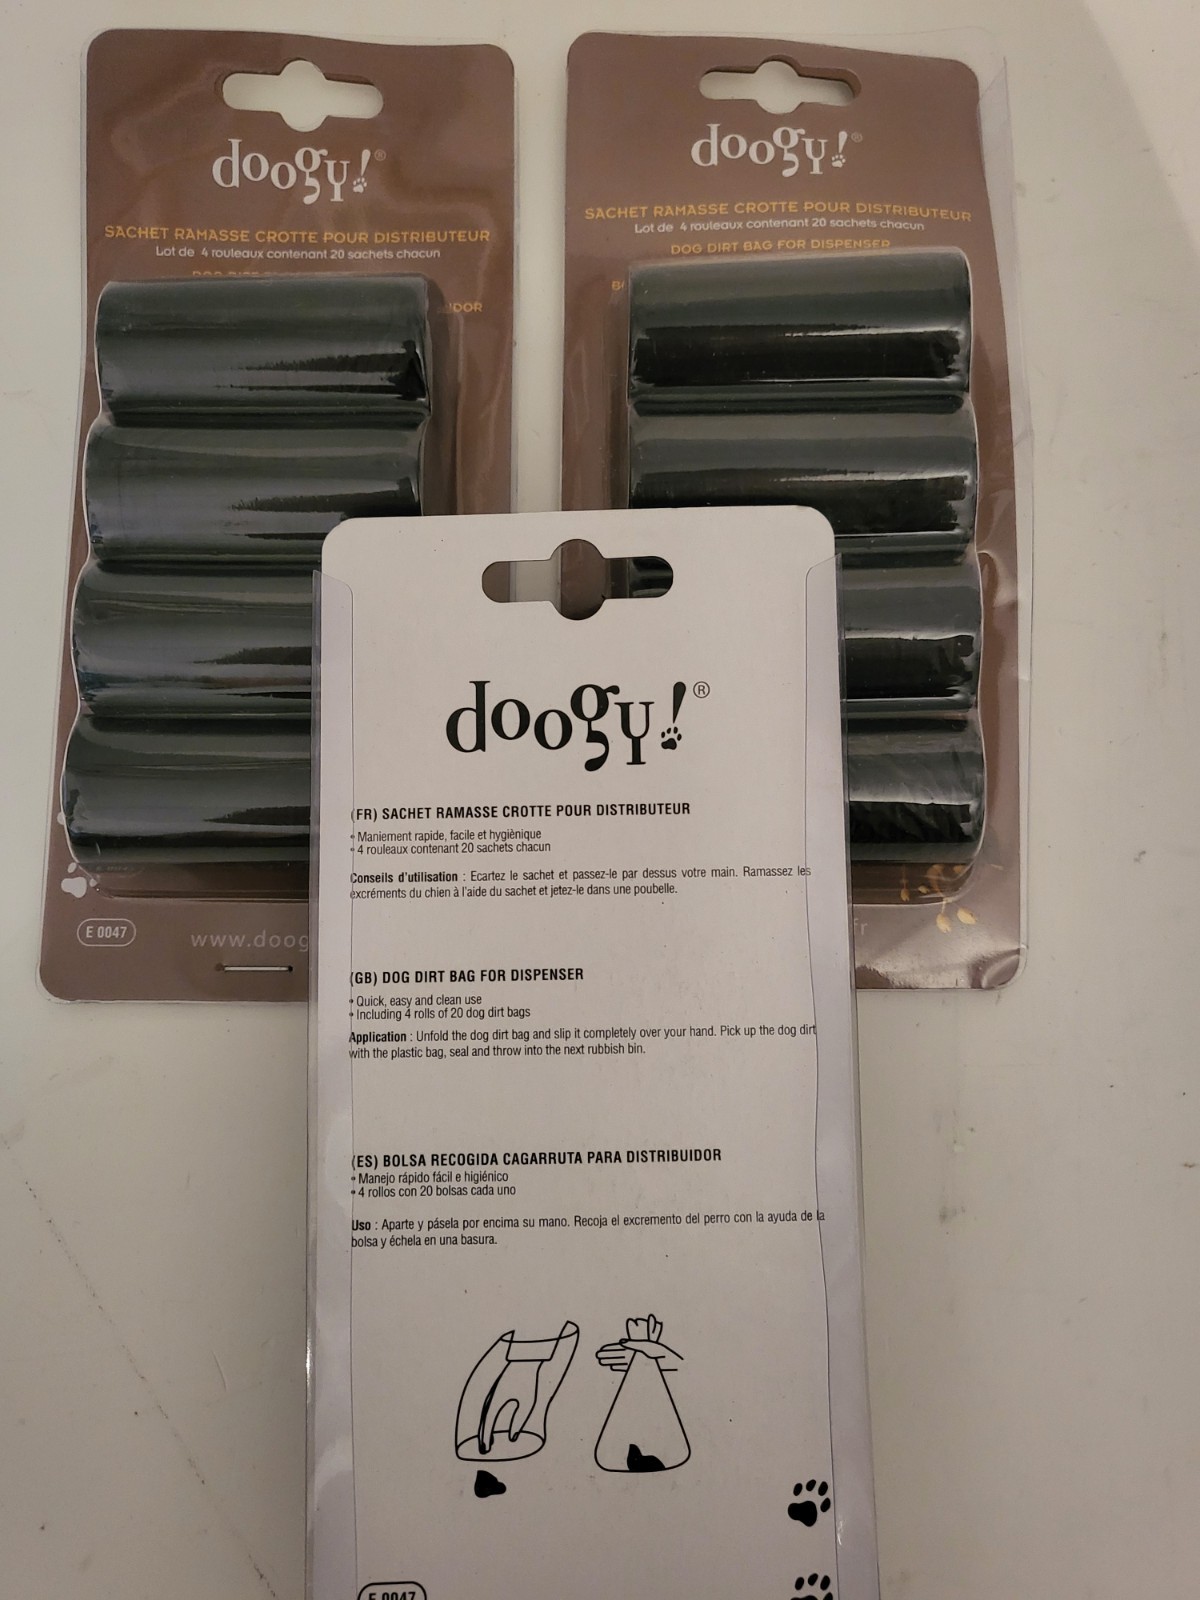 doogy!®
SACHET RAMASSE CROTTE POUR DISTRIBUTEUR
Lot de 4 rouleaux contenant 20 sachets chacun
E 0047
www.doog
doogy!®
SACHET RAMASSE CROTTE POUR DISTRIBUTEUR
Lot de 4 rouleaux contenant 20 sachets chacun
DOG DIRT BAG FOR DISPENSER
doogy!®
(FR) SACHET RAMASSE CROTTE POUR DISTRIBUTEUR
• Maniement rapide, facile et hygiènique
• 4 rouleaux contenant 20 sachets chacun
Conseils d'utilisation : Ecartez le sachet et passez-le par dessus votre main. Ramassez les
excréments du chien à l'aide du sachet et jetez-le dans une poubelle.
(GB) DOG DIRT BAG FOR DISPENSER
• Quick, easy and clean use
• Including 4 rolls of 20 dog dirt bags
Application : Unfold the dog dirt bag and slip it completely over your hand. Pick up the dog dirt
with the plastic bag, seal and throw into the next rubbish bin.
(ES) BOLSA RECOGIDA CAGARRUTA PARA DISTRIBUIDOR
• Manejo rápido fácil e higiénico
• 4 rollos con 20 bolsas cada uno
Uso : Aparte y pásela por encima su mano. Recoja el excremento del perro con la ayuda de la
bolsa y échela en una basura.
E 0047